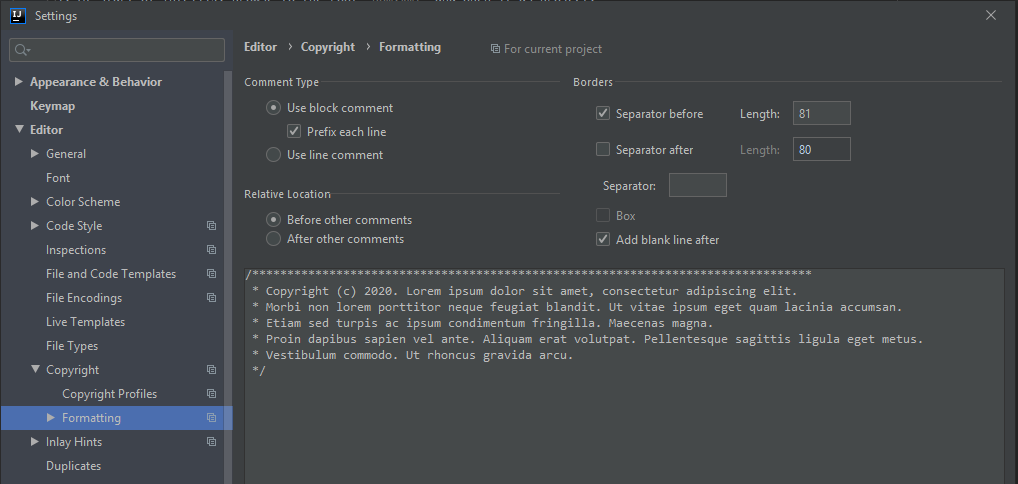 IJ Settings
Editor › Copyright › Formatting For current project
Appearance & Behavior
Keymap
Editor
General
Font
Color Scheme
Code Style
Inspections
File and Code Templates
File Encodings
Live Templates
File Types
Copyright
Copyright Profiles
Formatting
Inlay Hints
Duplicates
Comment Type
Use block comment
Prefix each line
Use line comment
Relative Location
Before other comments
After other comments
Borders
Separator before Length: 81
Separator after Length: 80
Separator:
Box
Add blank line after
/********************************************************************************
* Copyright (c) 2020. Lorem ipsum dolor sit amet, consectetur adipiscing elit.
* Morbi non lorem porttitor neque feugiat blandit. Ut vitae ipsum eget quam lacinia accumsan.
* Etiam sed turpis ac ipsum condimentum fringilla. Maecenas magna.
* Proin dapibus sapien vel ante. Aliquam erat volutpat. Pellentesque sagittis ligula eget metus.
* Vestibulum commodo. Ut rhoncus gravida arcu.
*/